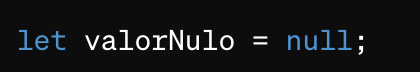 let valorNulo = null;